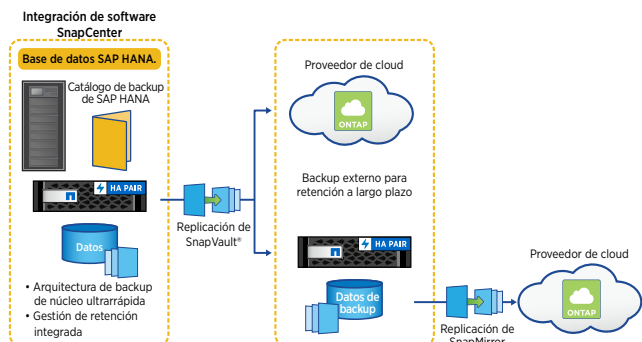 Integración de software
SnapCenter
Base de datos SAP HANA.
Catálogo de backup
de SAP HANA
HA PAIR
Datos
• Arquitectura de backup
de núcleo ultrarrápida
• Gestión de retención
integrada
Replicación de
SnapVault®
Proveedor de cloud
ONTAP
Backup externo para
retención a largo plazo
HA PAIR
Datos de
backup
Replicación de
SnapMirror
Proveedor de cloud
ONTAP